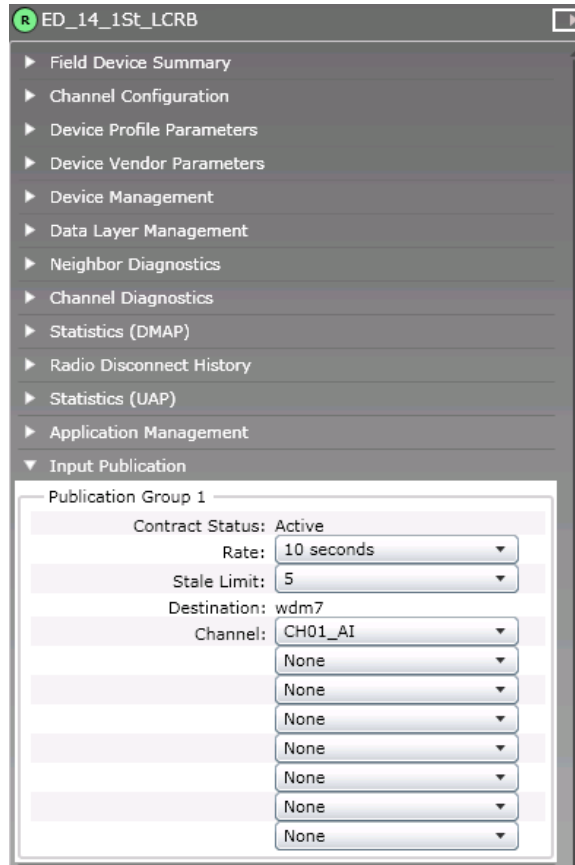 R ED_14_1St_LCRB
Field Device Summary
Channel Configuration
Device Profile Parameters
Device Vendor Parameters
Device Management
Data Layer Management
Neighbor Diagnostics
Channel Diagnostics
Statistics (DMAP)
Radio Disconnect History
Statistics (UAP)
Application Management
Input Publication
Publication Group 1
Contract Status: Active
Rate: 10 seconds
Stale Limit: 5
Destination: wdm7
Channel: CH01_AI
None
None
None
None
None
None
None